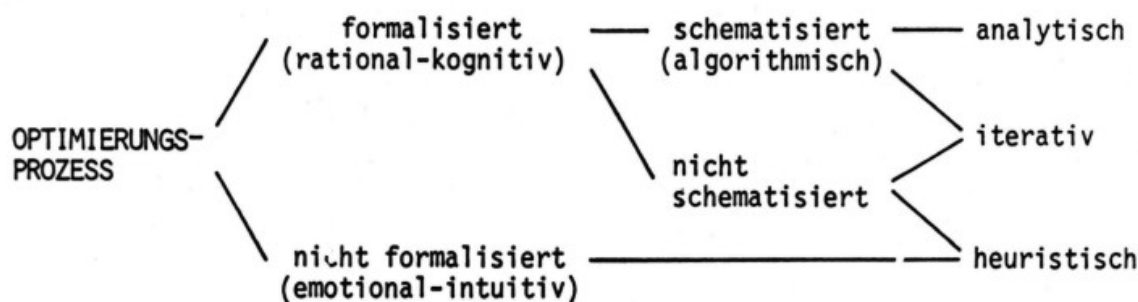 formalisiert
(rational-kognitiv)
schematisiert
(algorithmisch)
analytisch
OPTIMIERUNGS-
PROZESS
iterativ
nicht
schematisiert
nicht formalisiert
(emotional-intuitiv)
heuristisch